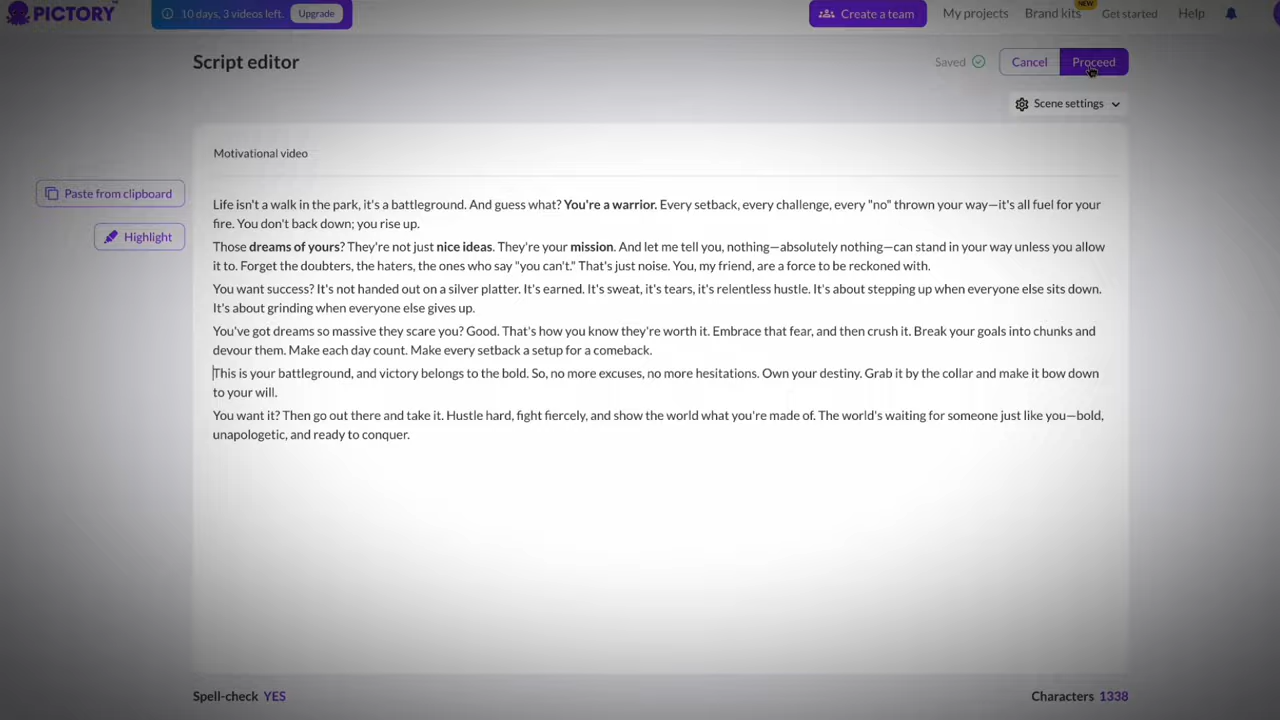 PICTORY
10 days, 3 videos left. Upgrade
Create a team My projects Brand kits NEW Get started Help
Script editor
Saved Cancel Proceed
Scene settings
Motivational video
Paste from clipboard
Highlight
Life isn't a walk in the park, it's a battleground. And guess what? You're a warrior. Every setback, every challenge, every "no" thrown your way—it's all fuel for your
fire. You don't back down; you rise up.
Those dreams of yours? They're not just nice ideas. They're your mission. And let me tell you, nothing—absolutely nothing—can stand in your way unless you allow
it to. Forget the doubters, the haters, the ones who say "you can't." That's just noise. You, my friend, are a force to be reckoned with.
You want success? It's not handed out on a silver platter. It's earned. It's sweat, it's tears, it's relentless hustle. It's about stepping up when everyone else sits down.
It's about grinding when everyone else gives up.
You've got dreams so massive they scare you? Good. That's how you know they're worth it. Embrace that fear, and then crush it. Break your goals into chunks and
devour them. Make each day count. Make every setback a setup for a comeback.
This is your battleground, and victory belongs to the bold. So, no more excuses, no more hesitations. Own your destiny. Grab it by the collar and make it bow down
to your will.
You want it? Then go out there and take it. Hustle hard, fight fiercely, and show the world what you're made of. The world's waiting for someone just like you—bold,
unapologetic, and ready to conquer.
Spell-check YES
Characters 1338